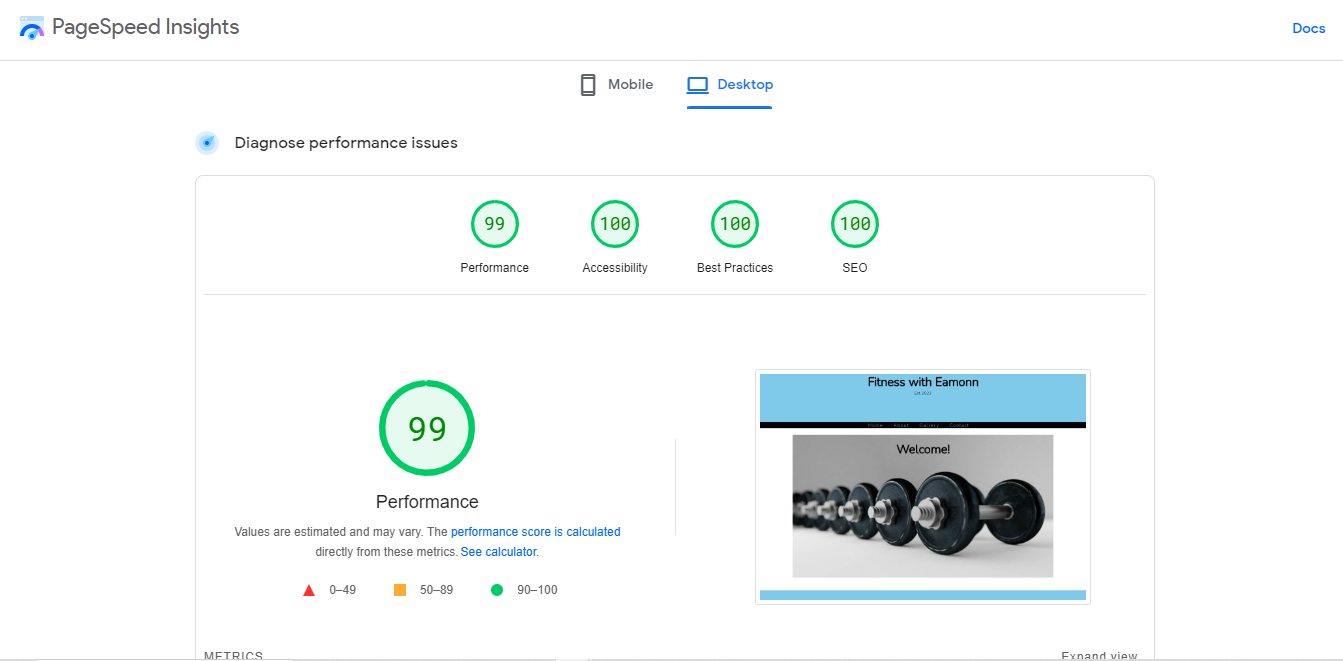 PageSpeed Insights
Docs
Mobile
Desktop
Diagnose performance issues
99
100
100
100
Performance
Accessibility
Best Practices
SEO
99
Performance
Values are estimated and may vary. The performance score is calculated
directly from these metrics. See calculator.
0–49
50–89
90–100
Fitness with Eamonn
Est 2023
Home About Gallery Contact
Welcome!
METRICS
Expand view